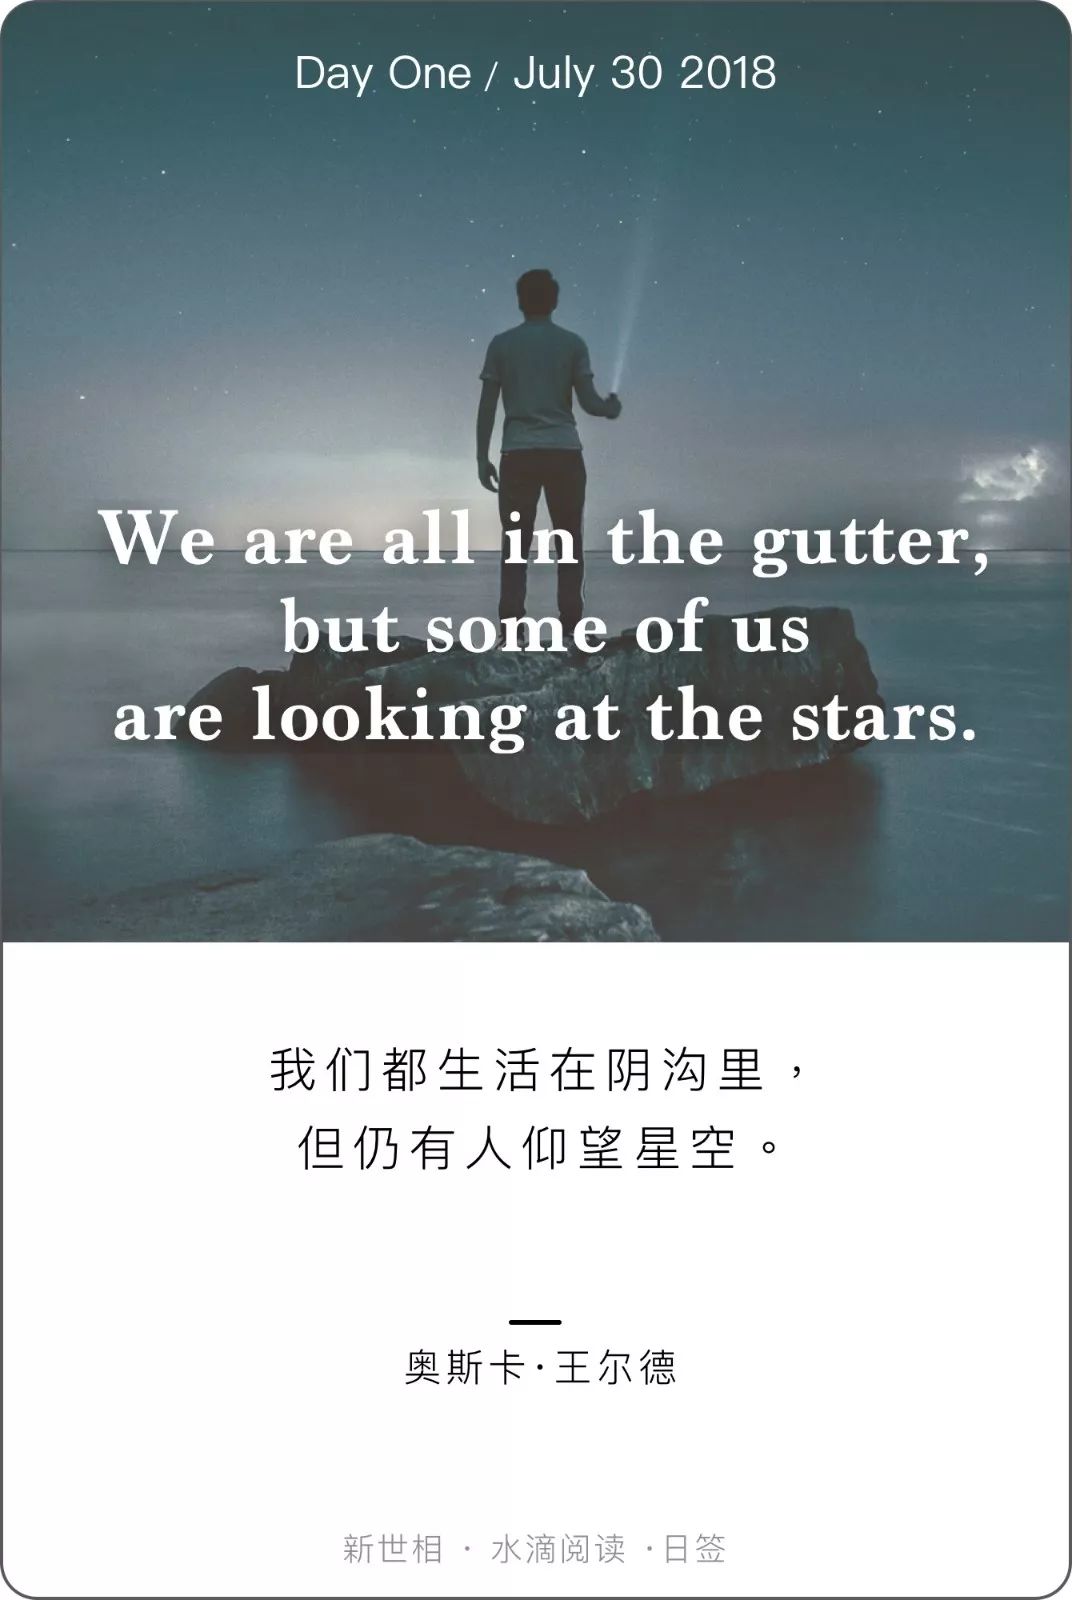 Day One / July 30 2018
We are all in the gutter,
but some of us
are looking at the stars.
我们都生活在阴沟里，
但仍有人仰望星空。
奥斯卡·王尔德
新世相 · 水滴阅读 ·日签